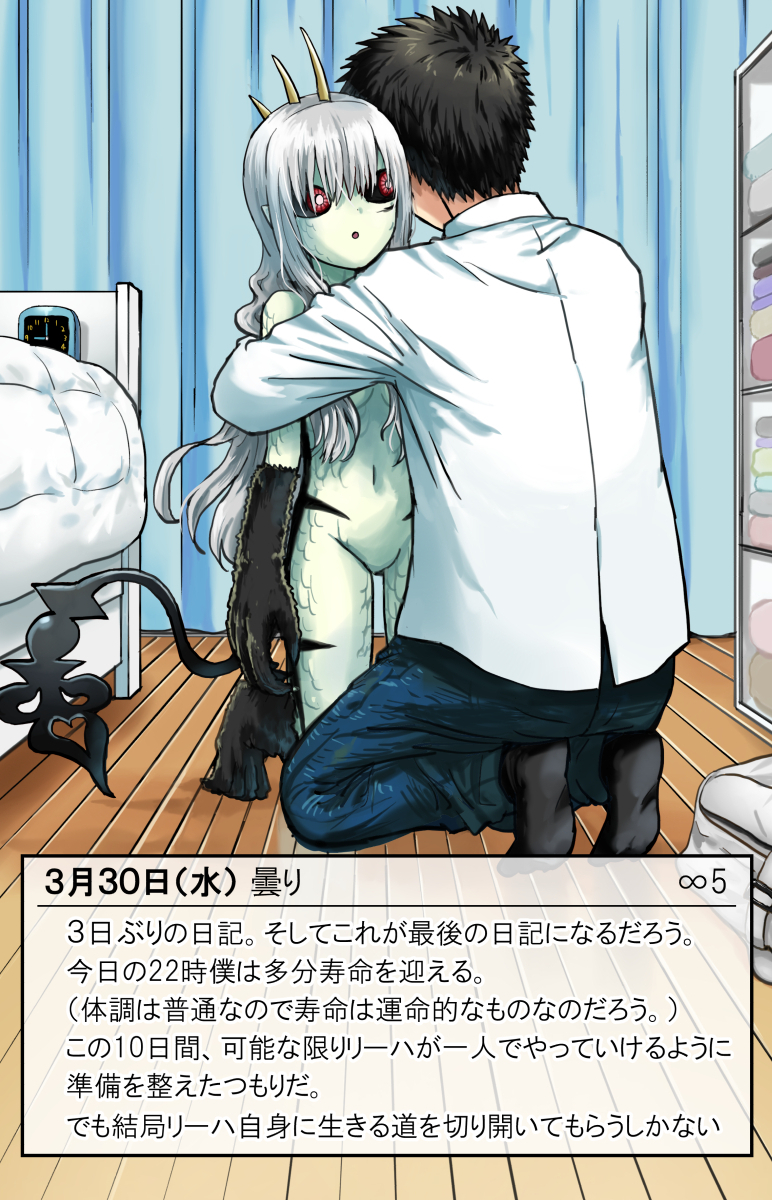 3月30日(水) 曇り ∞5
3日ぶりの日記。そしてこれが最後の日記になるだろう。
今日の22時僕は多分寿命を迎える。
(体調は普通なので寿命は運命的なものなのだろう。)
この10日間、可能な限りリーハが一人でやっていけるように
準備を整えたつもりだ。
でも結局リーハ自身に生きる道を切り開いてもらうしかない